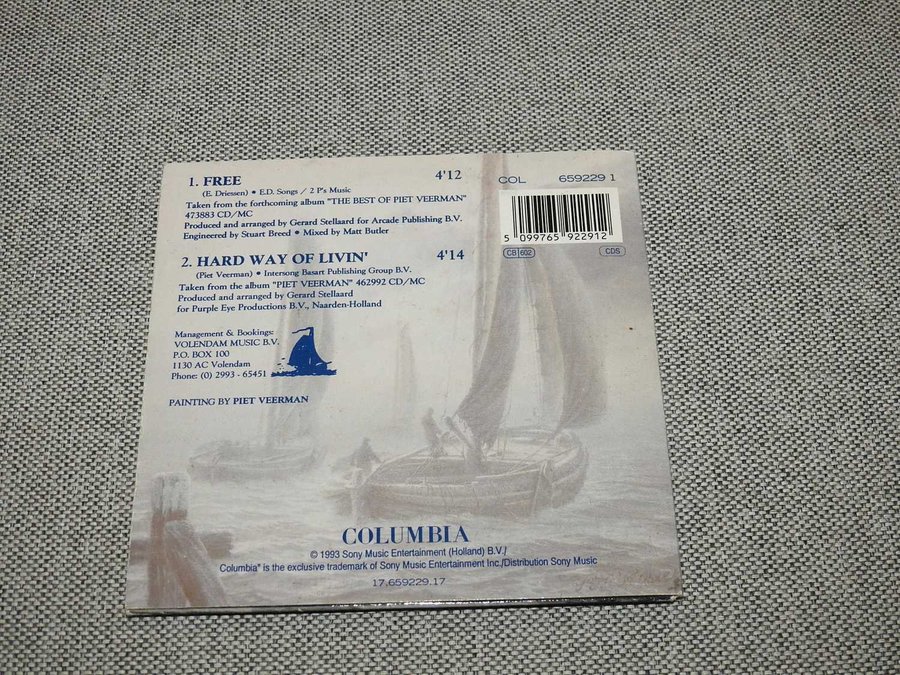 1. FREE 4'12
(E. Driessen) • E.D. Songs / 2 P's Music
Taken from the forthcoming album "THE BEST OF PIET VEERMAN"
473883 CD/MC
Produced and arranged by Gerard Stellaard for Arcade Publishing B.V.
Engineered by Stuart Breed • Mixed by Matt Butler
2. HARD WAY OF LIVIN' 4'14
(Piet Veerman) • Intersong Basart Publishing Group B.V.
Taken from the album "PIET VEERMAN" 462992 CD/MC
Produced and arranged by Gerard Stellaard
for Purple Eye Productions B.V., Naarden-Holland
Management & Bookings:
VOLENDAM MUSIC B.V.
P.O. BOX 100
1130 AC Volendam
Phone: (0) 2993 - 65451
PAINTING BY PIET VEERMAN
COL 659229 1
5 099765 922912
CB 602 CDS
COLUMBIA
© 1993 Sony Music Entertainment (Holland) B.V./
Columbia" is the exclusive trademark of Sony Music Entertainment Inc./Distribution Sony Music
17.659229.17